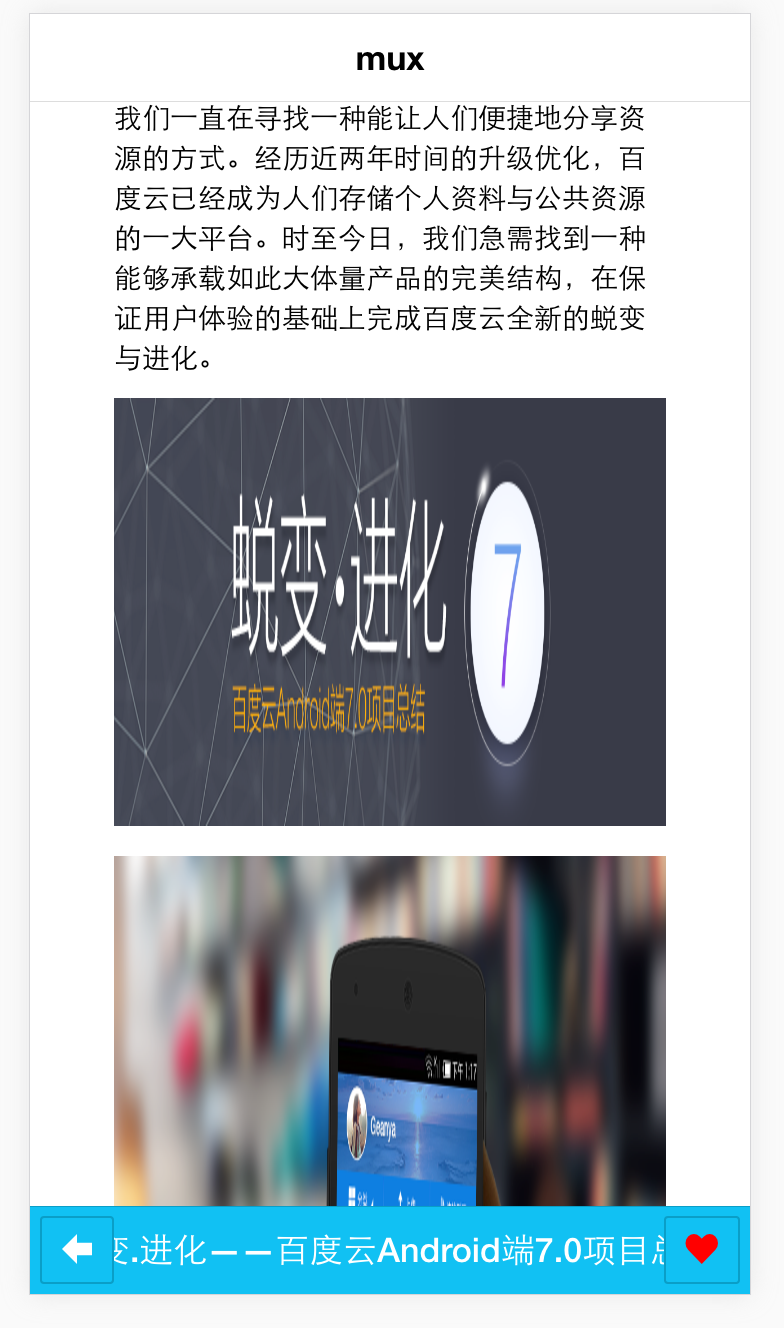 mux
我们一直在寻找一种能让人们便捷地分享资
源的方式。经历近两年时间的升级优化，百
度云已经成为人们存储个人资料与公共资源
的一大平台。时至今日，我们急需找到一种
能够承载如此大体量产品的完美结构，在保
证用户体验的基础上完成百度云全新的蜕变
与进化。
蜕变·进化
7
百度云Android端7.0项目总结
下午 1:17
Geanya
变.进化——百度云Android端7.0项目总